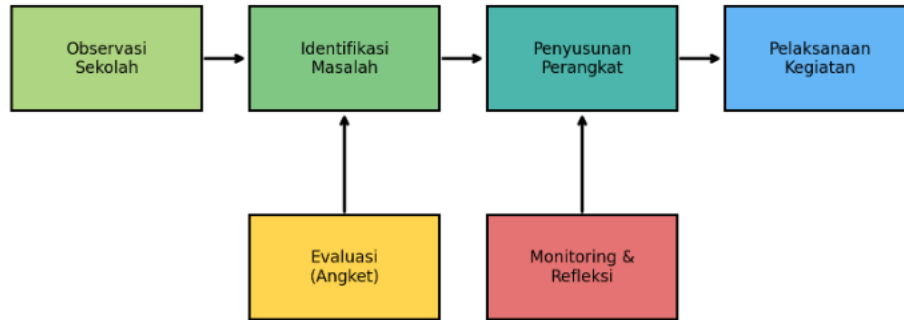 Observasi
Sekolah
Identifikasi
Masalah
Penyusunan
Perangkat
Pelaksanaan
Kegiatan
Evaluasi
(Angket)
Monitoring &
Refleksi